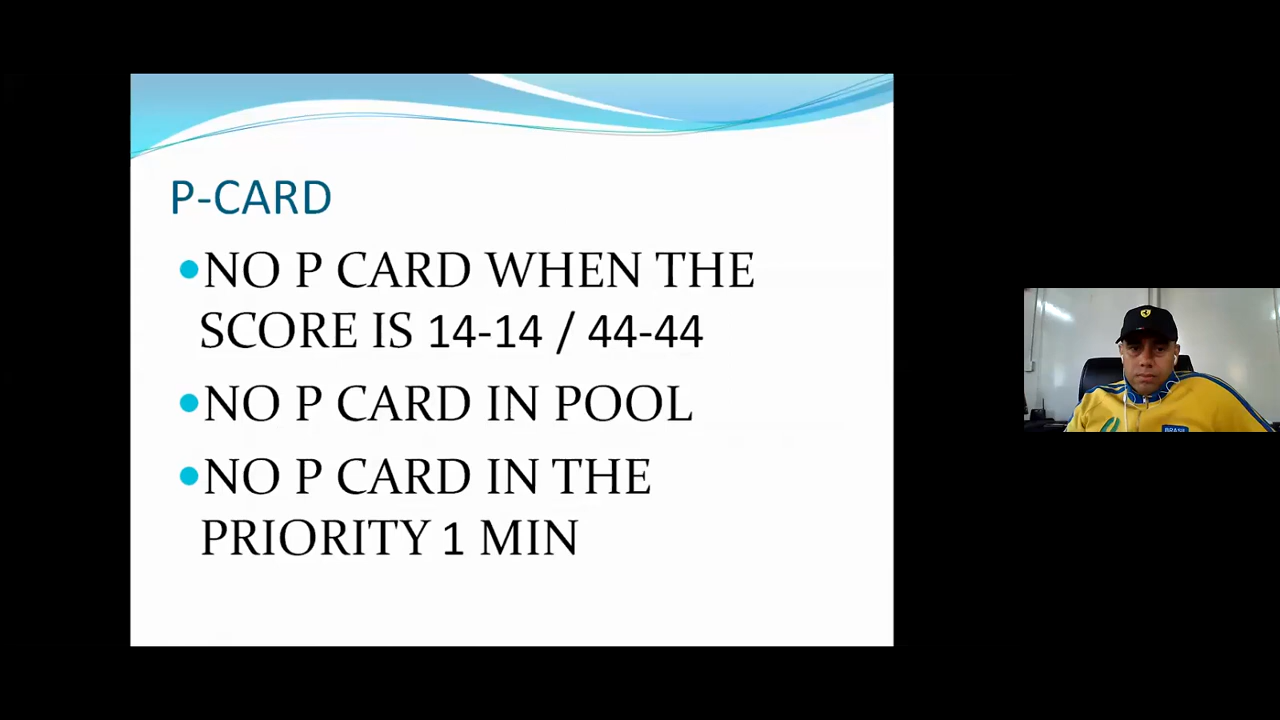 P-CARD
•NO P CARD WHEN THE
SCORE IS 14-14 / 44-44
•NO P CARD IN POOL
•NO P CARD IN THE
PRIORITY 1 MIN
BRASIL